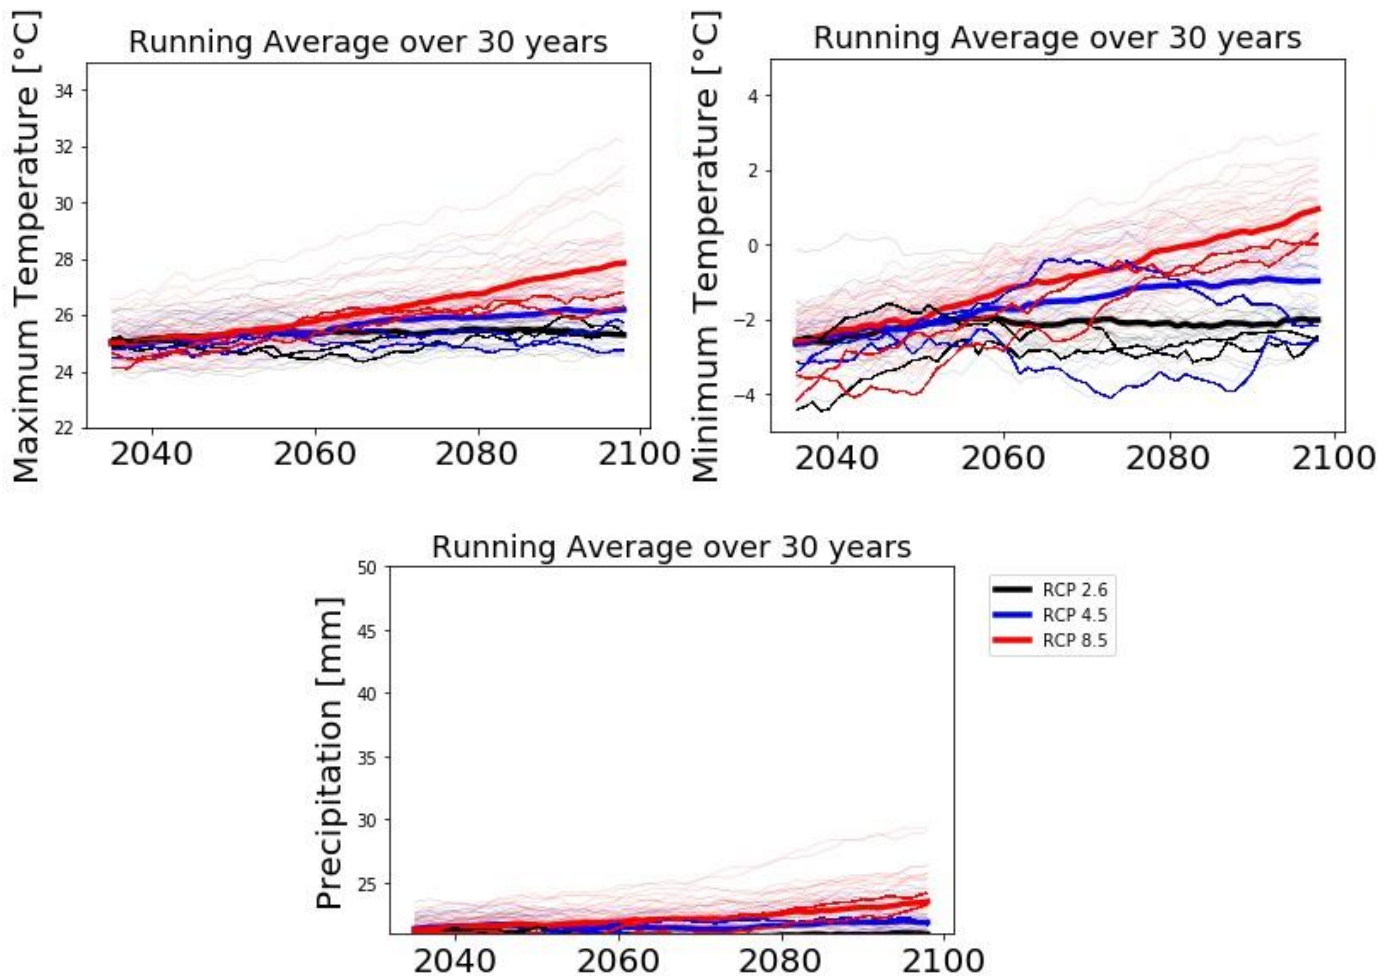 Running Average over 30 years
Maximum Temperature [°C]
34
32
30
28
26
24
22
2040 2060 2080 2100
Running Average over 30 years
Minimum Temperature [°C]
4
2
0
−2
−4
2040 2060 2080 2100
Running Average over 30 years
Precipitation [mm]
50
45
40
35
30
25
2040 2060 2080 2100
RCP 2.6
RCP 4.5
RCP 8.5